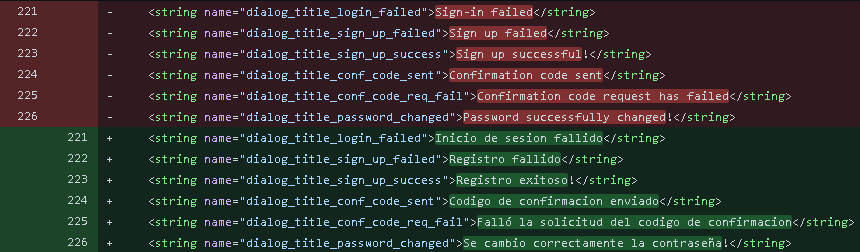 221 - <string name="dialog_title_login_failed">Sign-in failed</string>
222 - <string name="dialog_title_sign_up_failed">Sign up failed</string>
223 - <string name="dialog_title_sign_up_success">Sign up successful!</string>
224 - <string name="dialog_title_conf_code_sent">Confirmation code sent</string>
225 - <string name="dialog_title_conf_code_req_fail">Confirmation code request has failed</string>
226 - <string name="dialog_title_password_changed">Password successfully changed!</string>
221 + <string name="dialog_title_login_failed">Inicio de sesion fallido</string>
222 + <string name="dialog_title_sign_up_failed">Registro fallido</string>
223 + <string name="dialog_title_sign_up_success">Registro exitoso!</string>
224 + <string name="dialog_title_conf_code_sent">Codigo de confirmacion enviado</string>
225 + <string name="dialog_title_conf_code_req_fail">Falló la solicitud del codigo de confirmacion</string>
226 + <string name="dialog_title_password_changed">Se cambio correctamente la contraseña!</string>